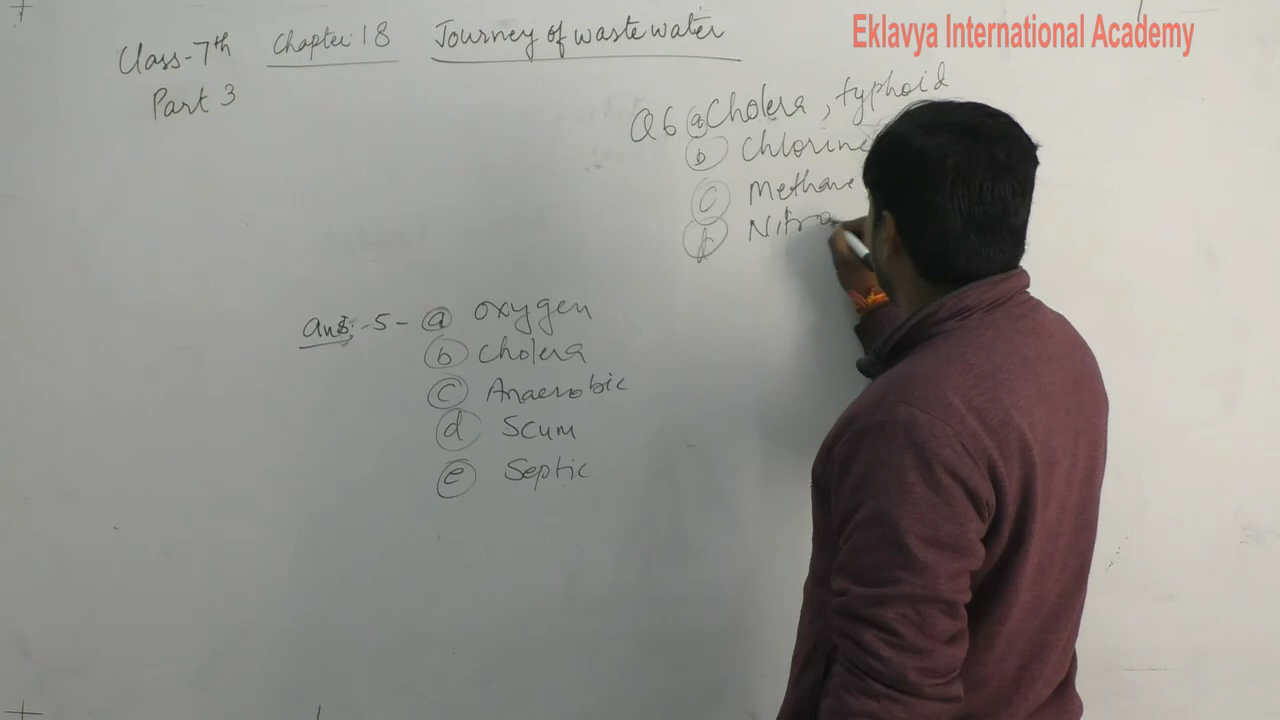 Eklavya International Academy
Class-7th Chapter 18 Journey of waste water
Part 3
Q6 (a) Cholera, typhoid
(b) Chlorine
(c) Methane
Nitro
Ans.-5- (a) oxygen
(b) Cholera
(c) Anaerobic
(d) Scum
(e) Septic